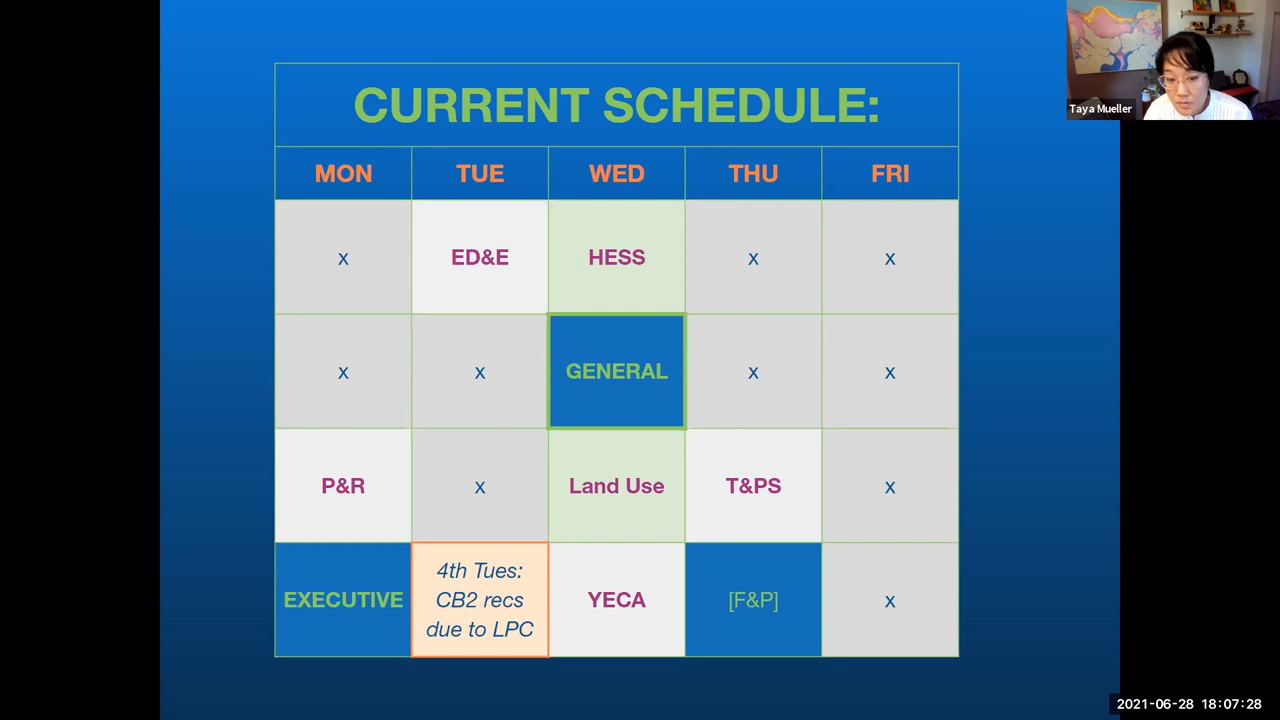 CURRENT SCHEDULE:
MON TUE WED THU FRI
x ED&E HESS x x
x x GENERAL x x
P&R x Land Use T&PS x
EXECUTIVE 4th Tues: YECA [F&P] x
CB2 recs
due to LPC
Taya Mueller
2021-06-28 18:07:28